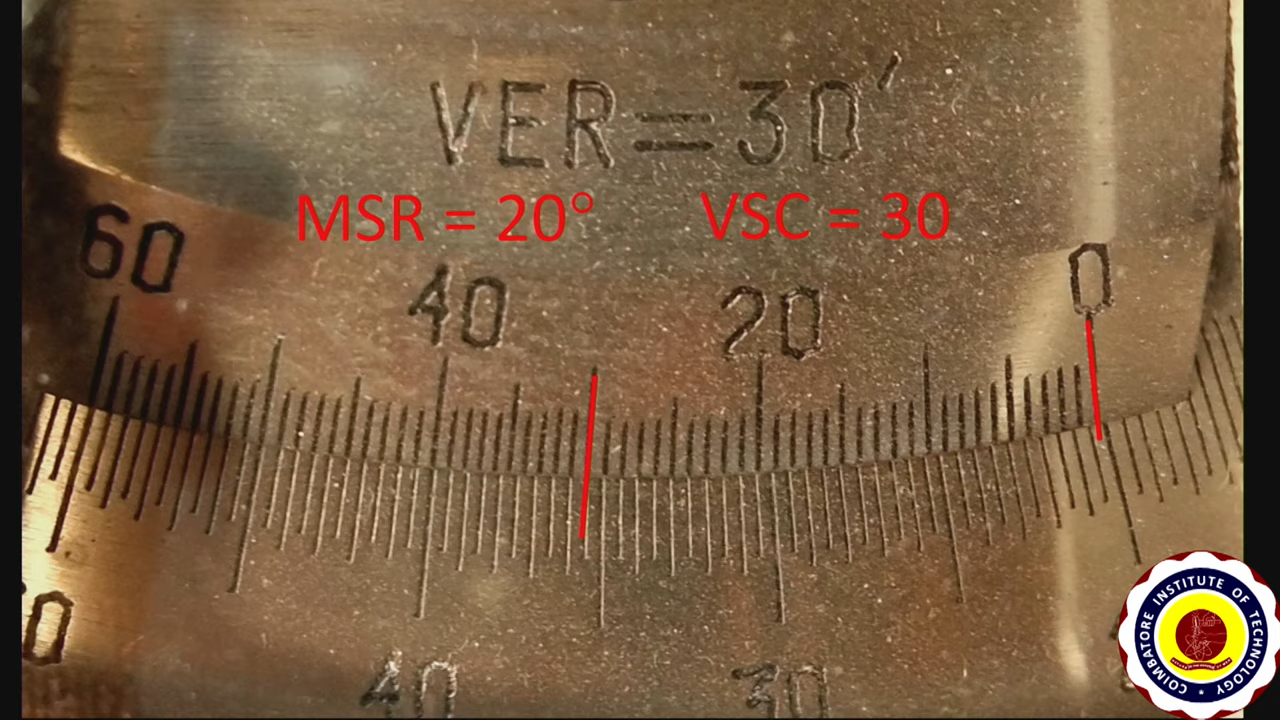 VER=30′
MSR = 20° VSC = 30
60 40 20 0
40 30
COIMBATORE INSTITUTE OF TECHNOLOGY